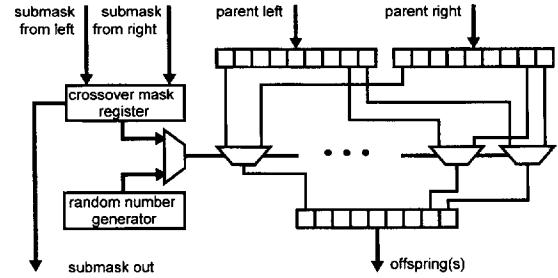 submask
from left
submask
from right
parent left
parent right
crossover mask
register
random number
generator
submask out
offspring(s)